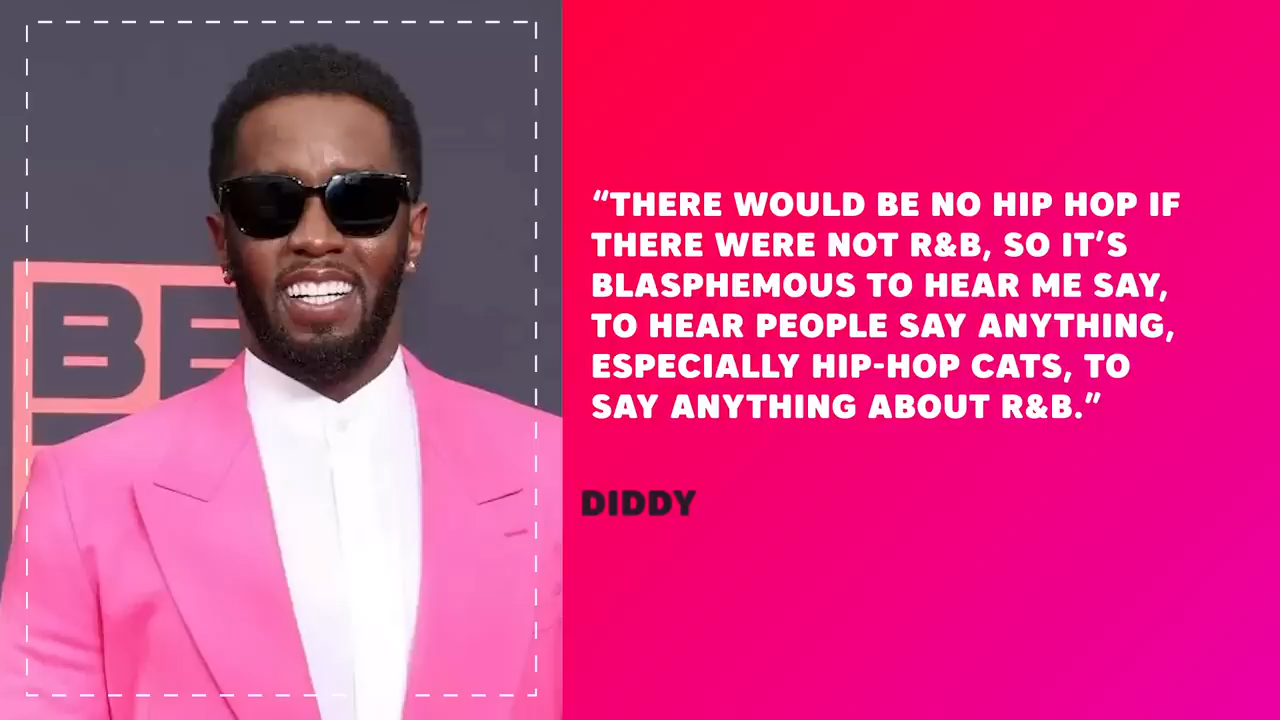 BE
“THERE WOULD BE NO HIP HOP IF
THERE WERE NOT R&B, SO IT’S
BLASPHEMOUS TO HEAR ME SAY,
TO HEAR PEOPLE SAY ANYTHING,
ESPECIALLY HIP-HOP CATS, TO
SAY ANYTHING ABOUT R&B.”
DIDDY